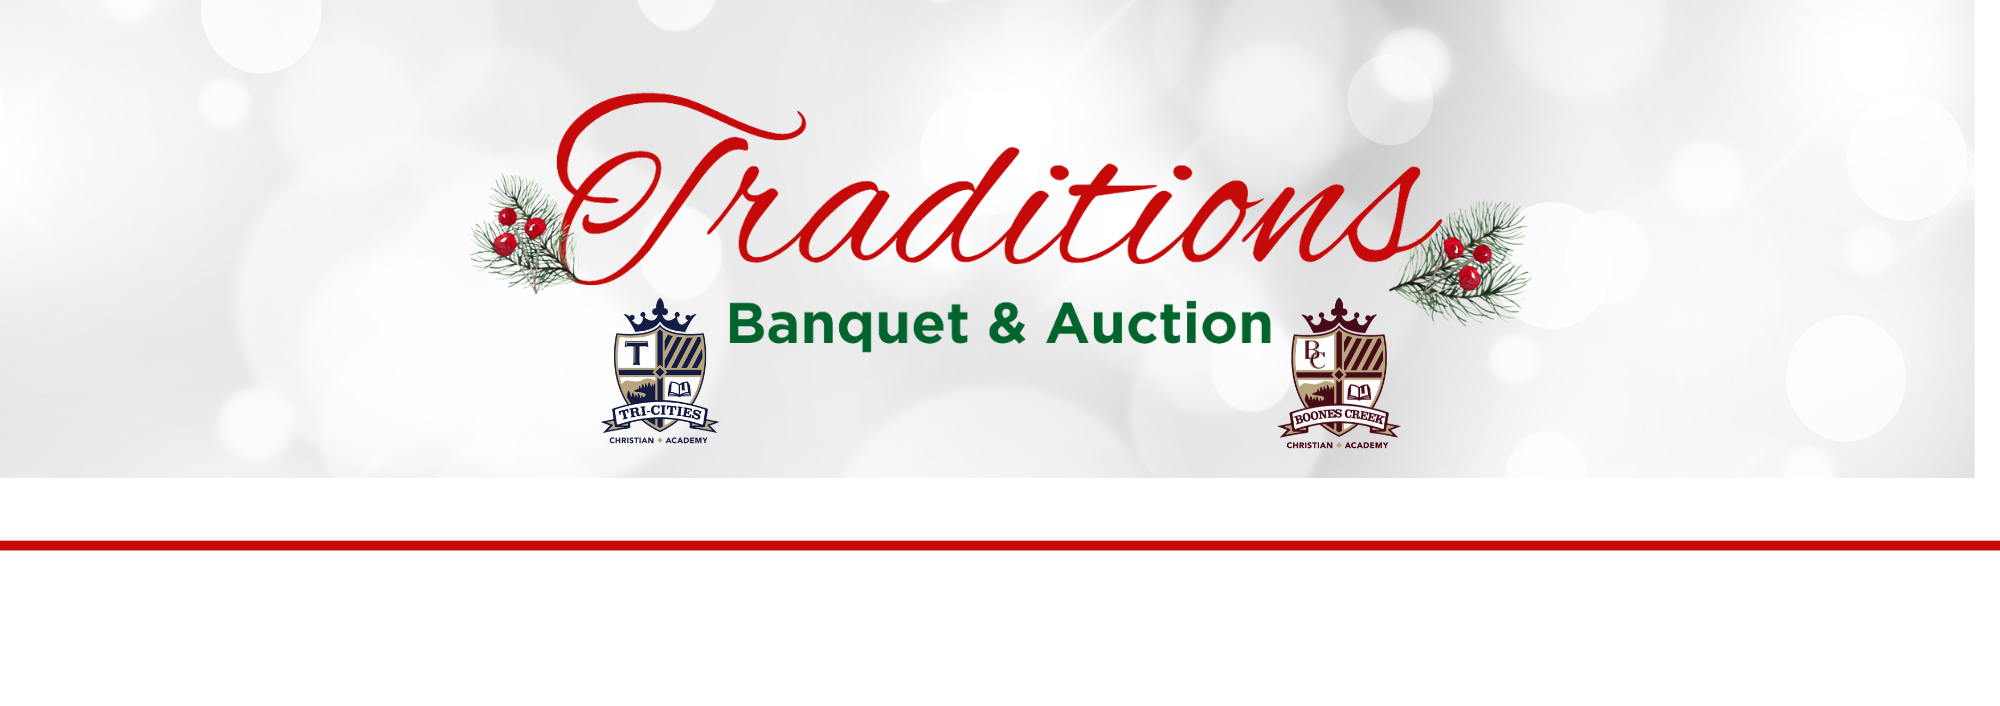 Traditions
Banquet & Auction
T
TRI-CITIES
CHRISTIAN ACADEMY
BC
BOONES CREEK
CHRISTIAN ACADEMY